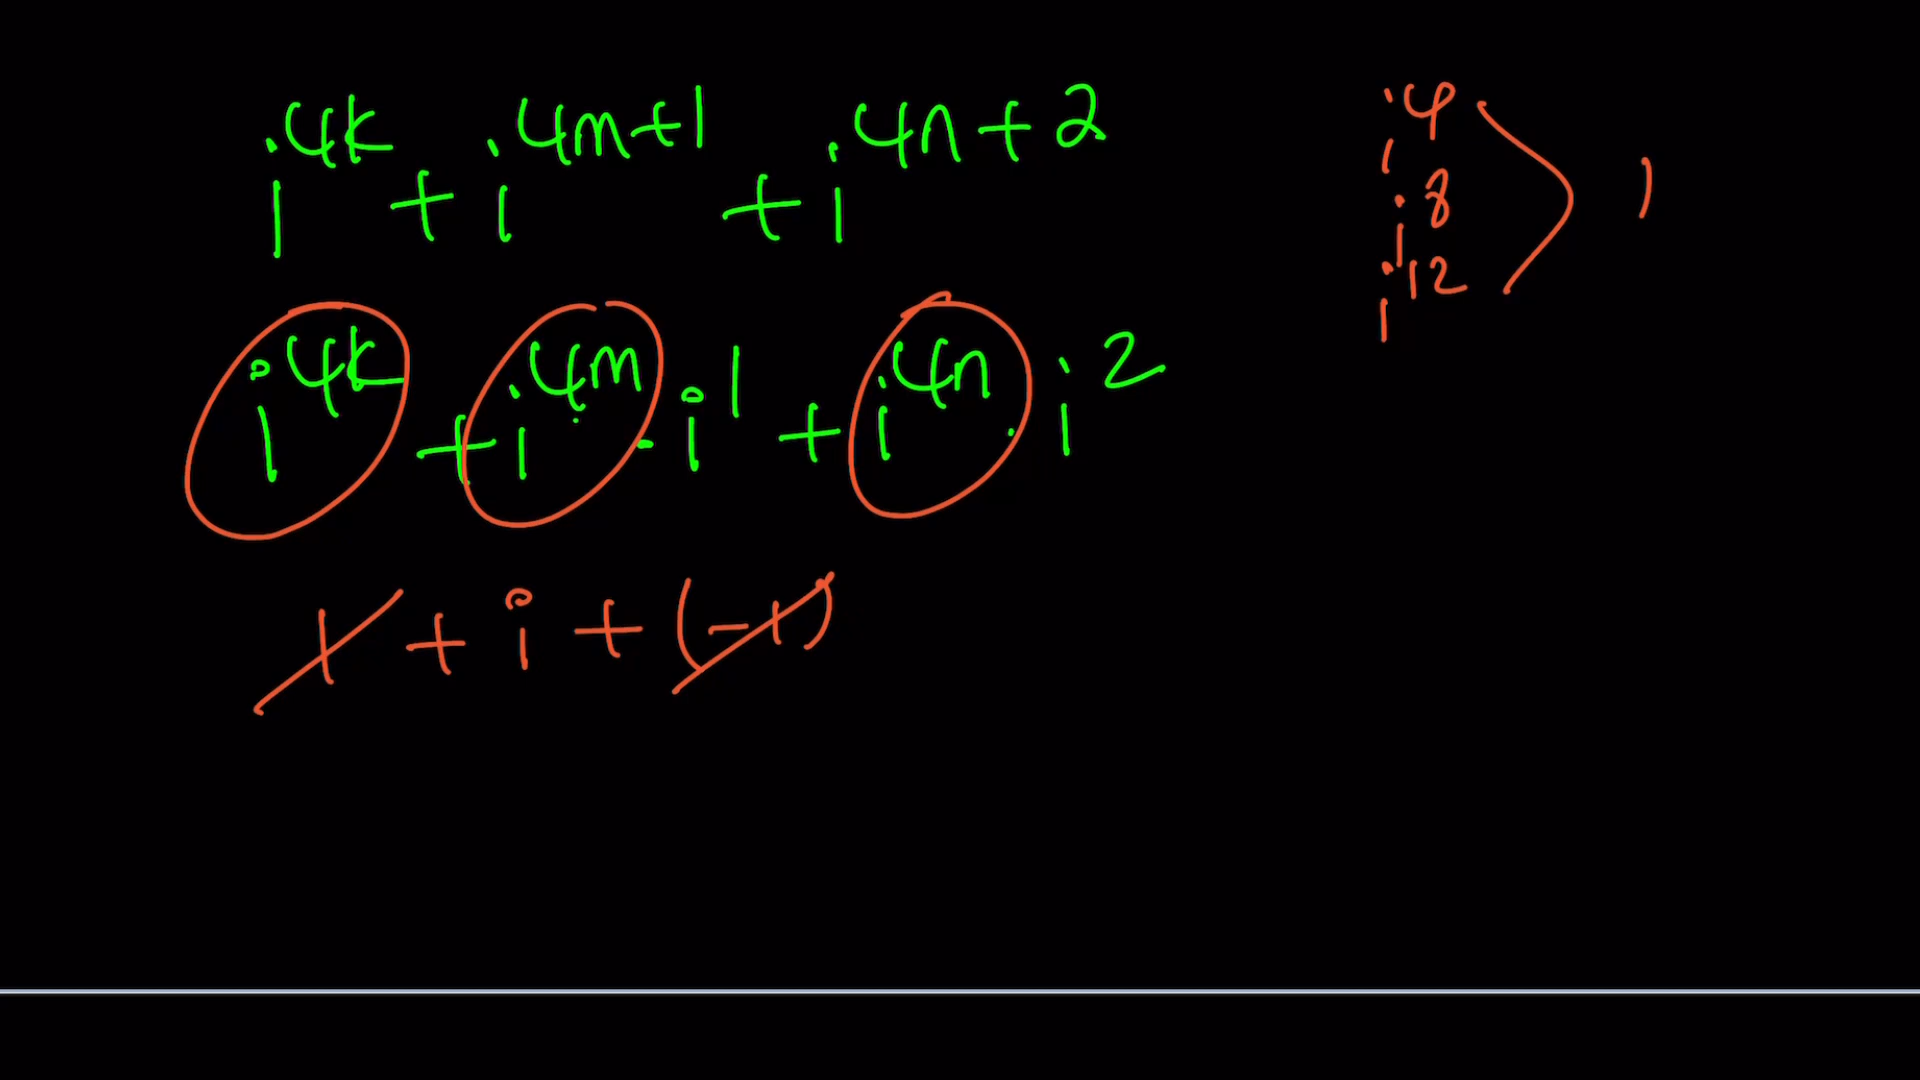 i^4k + i^4m+1 + i^4n+2
i^4k + i^4m · i^1 + i^4n · i^2
1 + i + (-1)
i^4
i^8
i^12
1